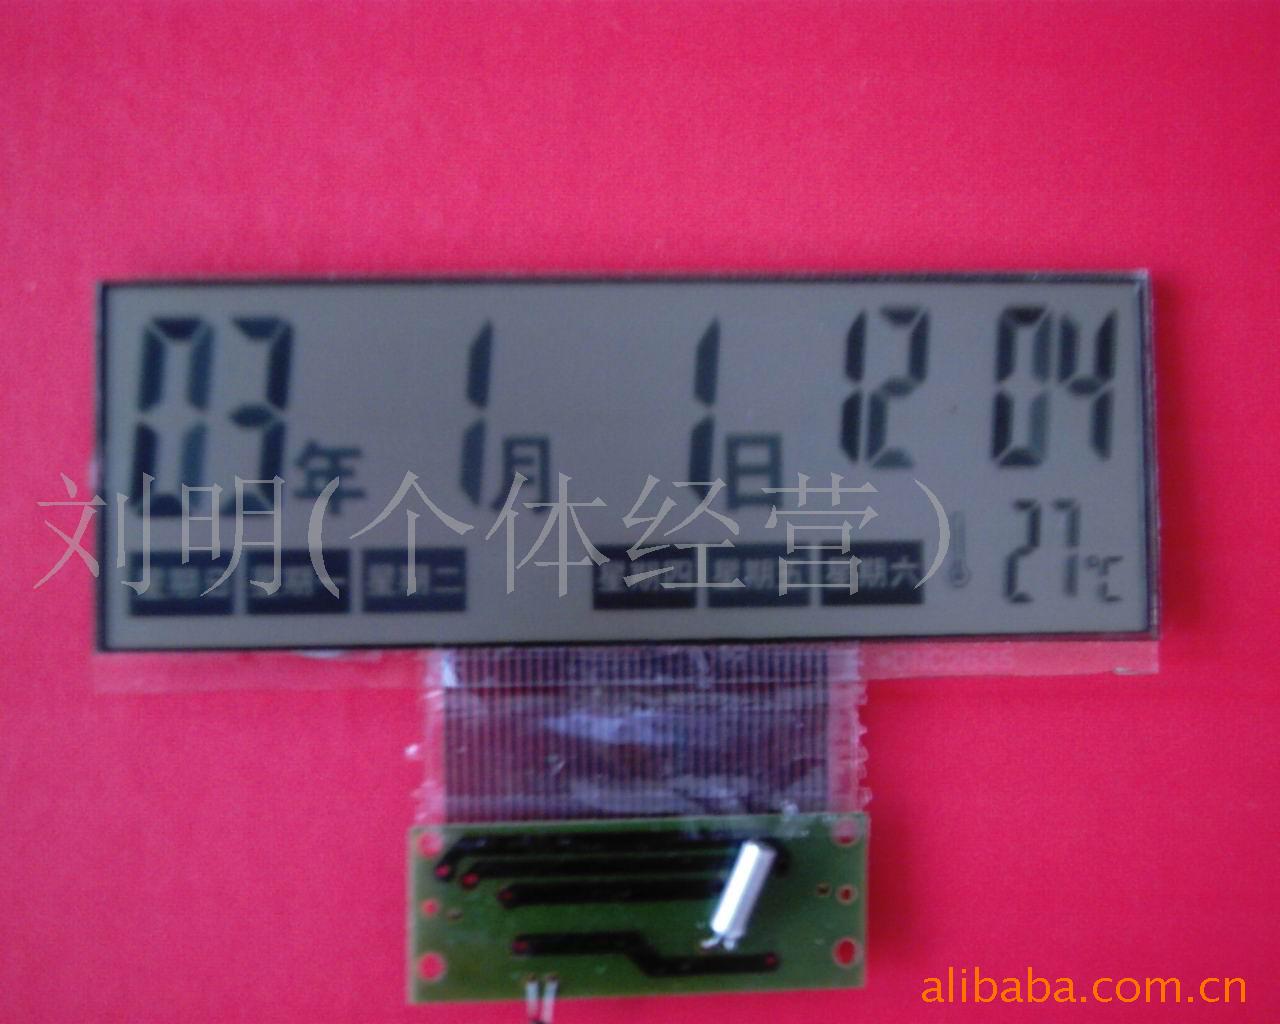 03年 1月 1日 12 04
刘明(个体经营)
27℃
星期日 星期一 星期二 星期四 星期五 星期六
alibaba.com.cn